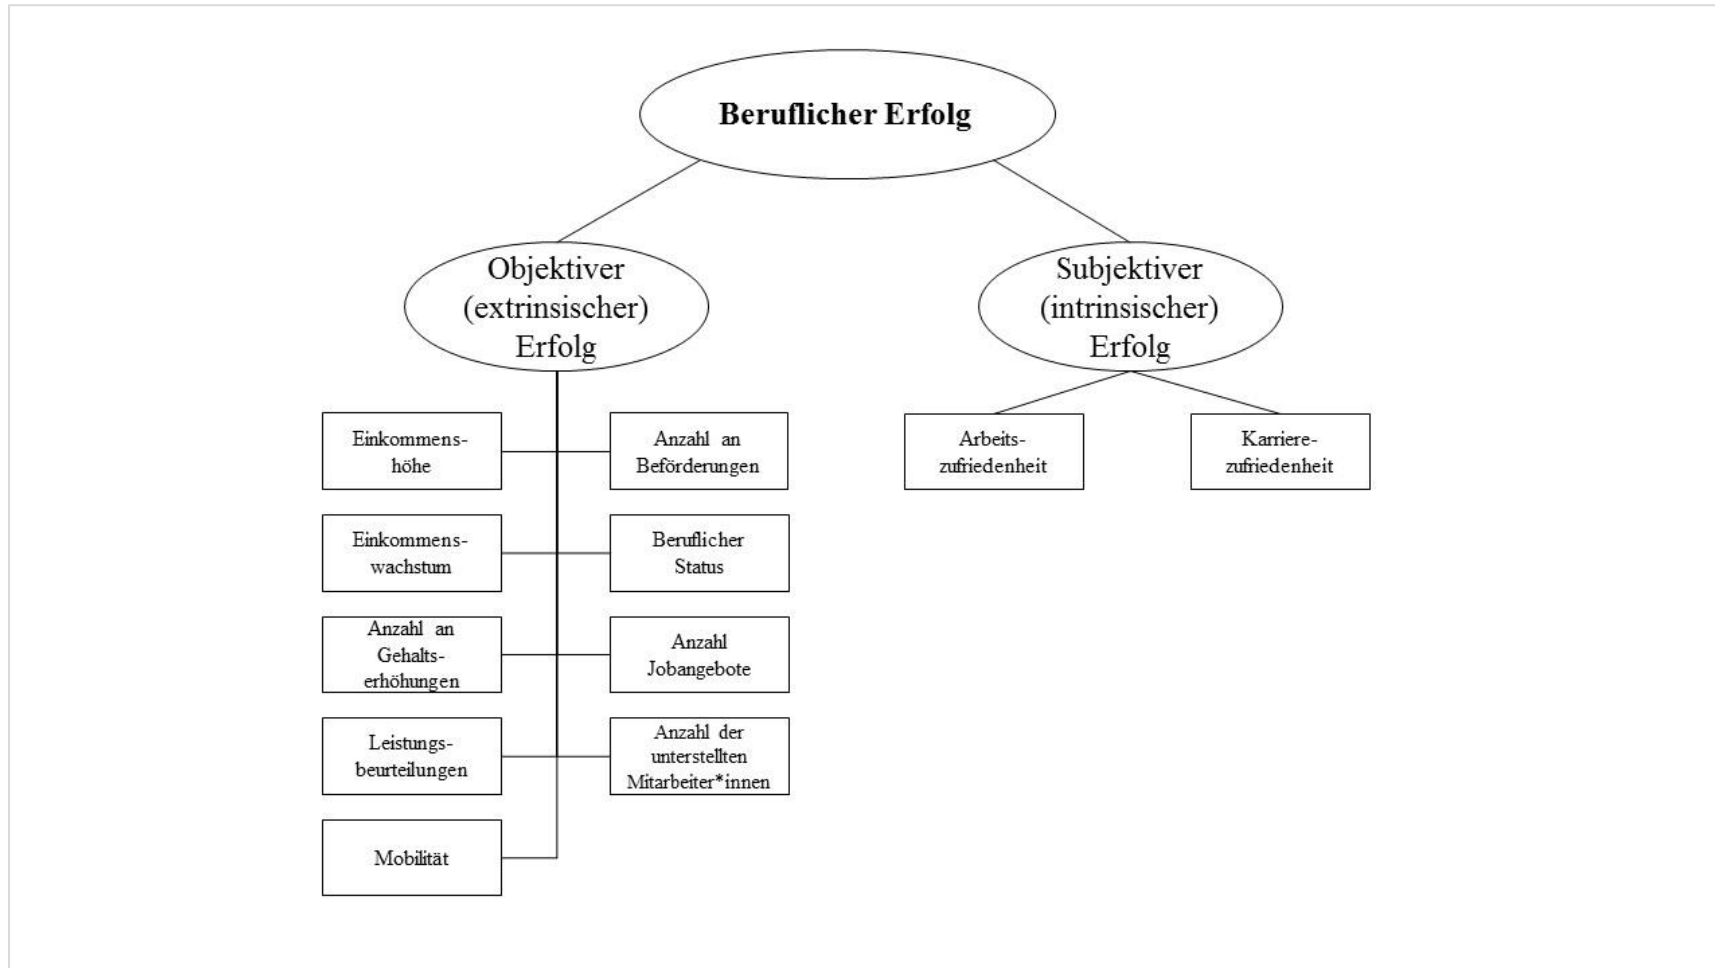 Beruflicher Erfolg
Objektiver
(extrinsischer)
Erfolg
Subjektiver
(intrinsischer)
Erfolg
Einkommens-
höhe
Anzahl an
Beförderungen
Arbeits-
zufriedenheit
Karriere-
zufriedenheit
Einkommens-
wachstum
Beruflicher
Status
Anzahl an
Gehalts-
erhöhungen
Anzahl
Jobangebote
Leistungs-
beurteilungen
Anzahl der
unterstellten
Mitarbeiter*innen
Mobilität